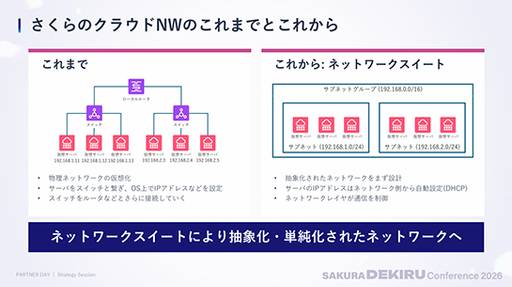 さくらのクラウドNWのこれまでとこれから
これまで
ローカルルータ
スイッチ
スイッチ
仮想サーバ 仮想サーバ 仮想サーバ 仮想サーバ 仮想サーバ 仮想サーバ
192.168.1.11 192.168.1.12 192.168.1.13 192.168.2.3 192.168.2.4 192.168.2.5
• 物理ネットワークの仮想化
• サーバをスイッチと繋ぎ、OS上でIPアドレスなどを設定
• スイッチをルータなどとさらに接続していく
これから: ネットワークスイート
サブネットグループ (192.168.0.0/16)
仮想サーバ 仮想サーバ 仮想サーバ 仮想サーバ 仮想サーバ 仮想サーバ
サブネット (192.168.1.0/24) サブネット (192.168.2.0/24)
• 抽象化されたネットワークをまず設計
• サーバのIPアドレスはネットワーク側から自動設定(DHCP)
• ネットワークレイヤが通信を制御
ネットワークスイートにより抽象化・単純化されたネットワークへ
PARTNER DAY | Strategy Session
SAKURA DEKIRU Conference 2026